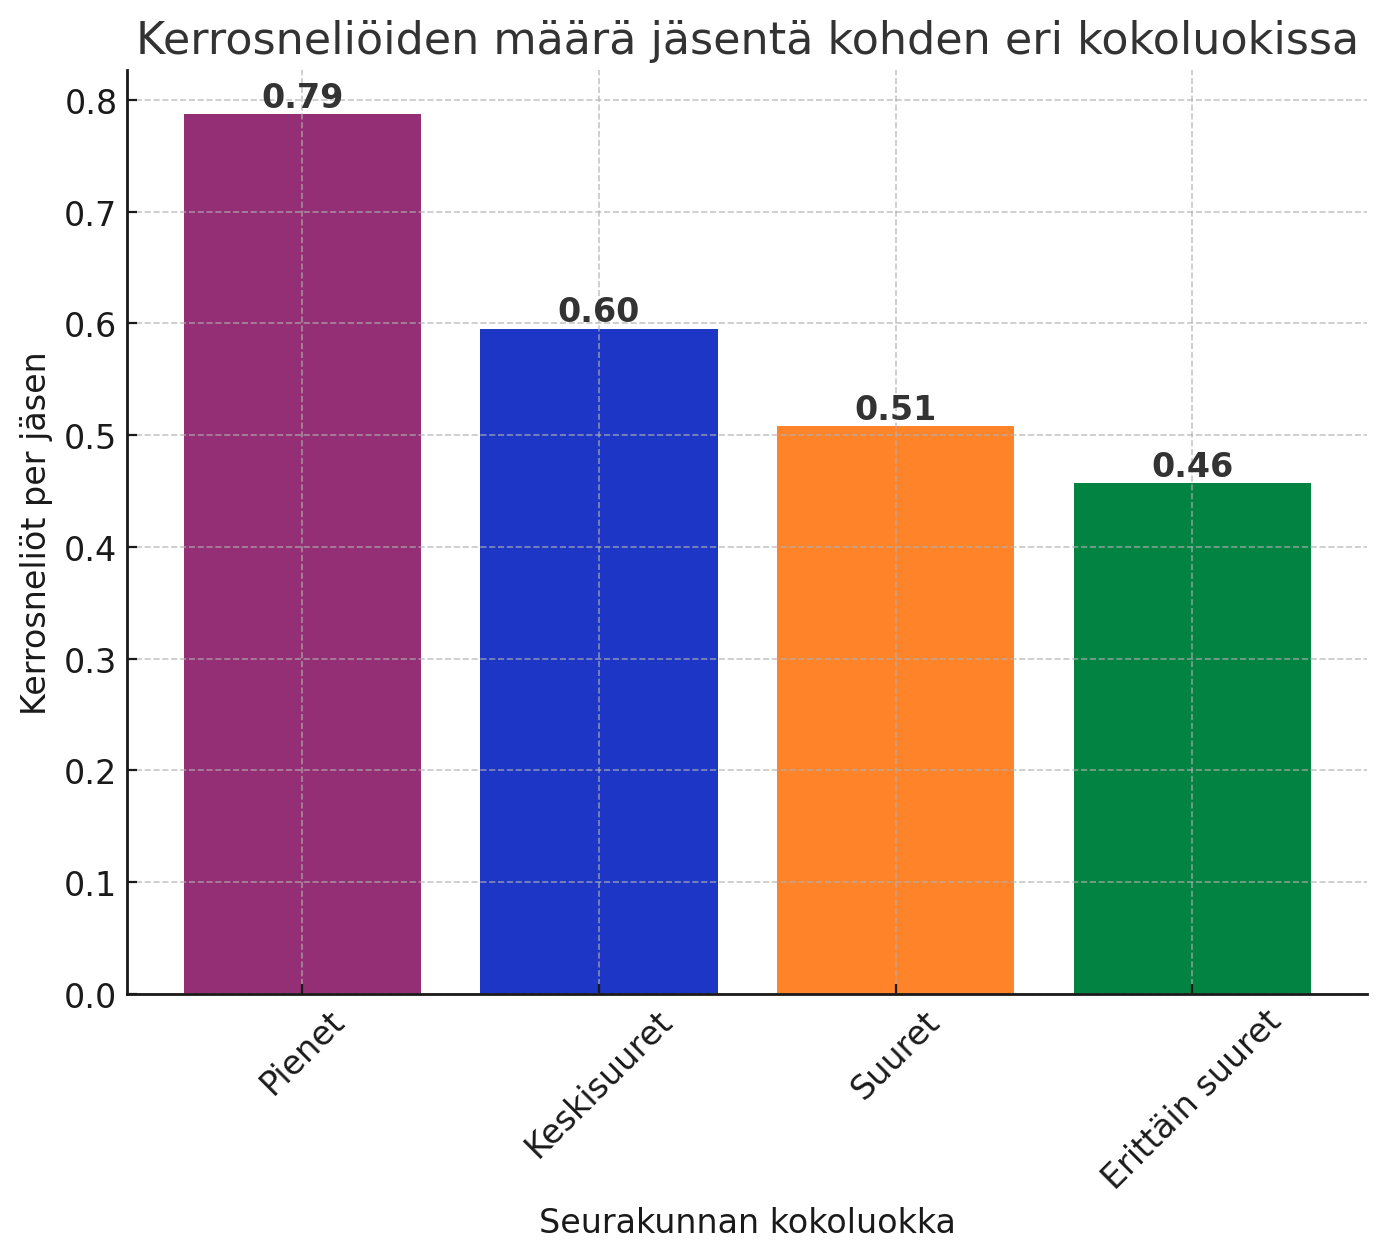 Kerrosneliöiden määrä jäsentä kohden eri kokoluokissa
Kerrosneliöt per jäsen
0.8
0.7
0.6
0.5
0.4
0.3
0.2
0.1
0.0
0.79
0.60
0.51
0.46
Pienet
Keskisuuret
Suuret
Erittäin suuret
Seurakunnan kokoluokka